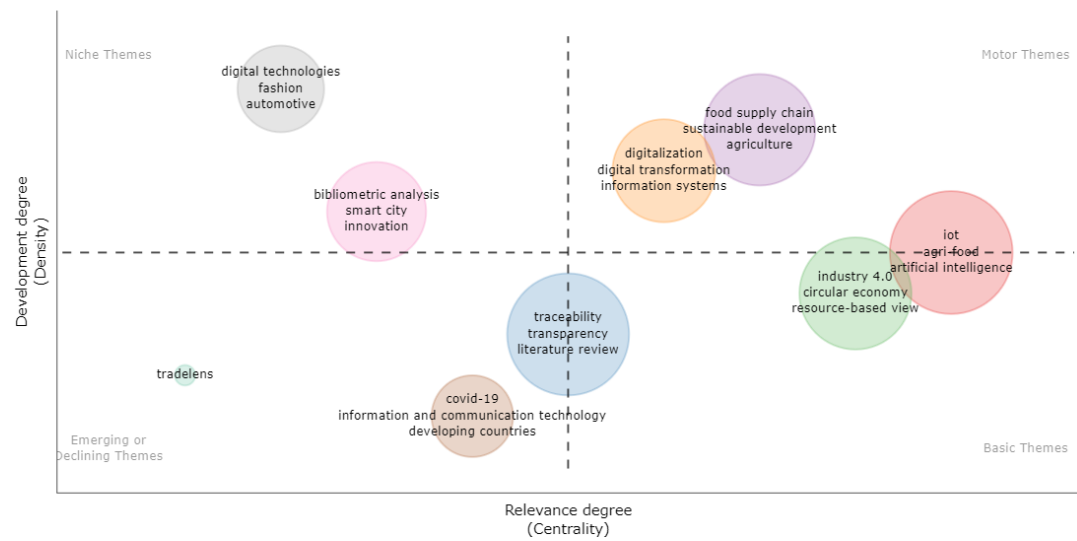 Niche Themes
Motor Themes
digital technologies
fashion
automotive
food supply chain
sustainable development
agriculture
digitalization
digital transformation
information systems
bibliometric analysis
smart city
innovation
iot
agri-food
artificial intelligence
industry 4.0
circular economy
resource-based view
traceability
transparency
literature review
tradelens
covid-19
information and communication technology
developing countries
Emerging or
Declining Themes
Basic Themes
Development degree
(Density)
Relevance degree
(Centrality)